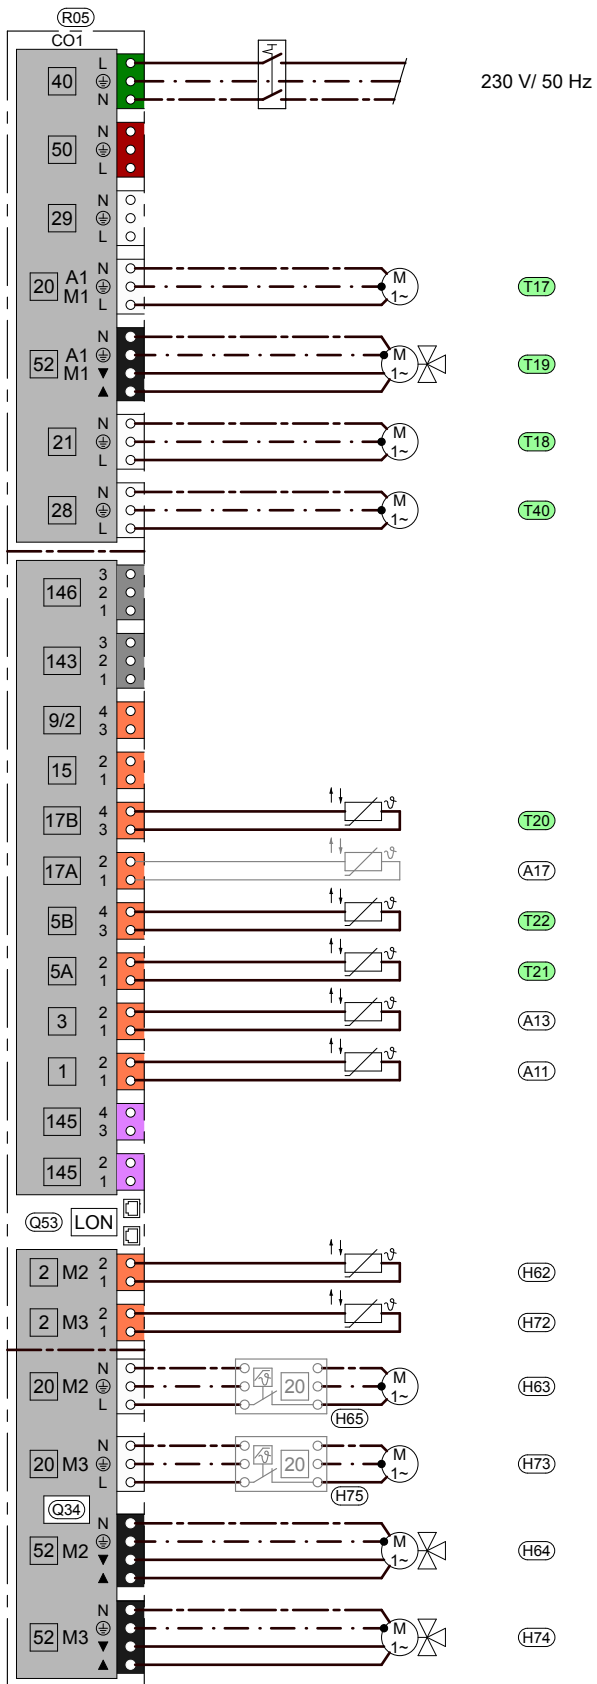 R05
CO1
L
40
N
230 V/ 50 Hz
N
50
L
N
29
L
N
20 A1
M1
L
M
1~
T17
N
52 A1
M1
▼
▲
M
1~
T19
N
21
L
M
1~
T18
N
28
L
M
1~
T40
3
146 2
1
3
143 2
1
9/2 4
3
15 2
1
17B 4
3
ϑ
T20
17A 2
1
ϑ
A17
5B 4
3
ϑ
T22
5A 2
1
ϑ
T21
3 2
1
ϑ
A13
1 2
1
ϑ
A11
145 4
3
145 2
1
Q53 LON
2 M2 2
1
ϑ
H62
2 M3 2
1
ϑ
H72
N
20 M2
L
ϑ
20
H65
M
1~
H63
N
20 M3
L
ϑ
20
H75
M
1~
H73
Q34
N
52 M2
▼
▲
M
1~
H64
N
52 M3
▼
▲
M
1~
H74